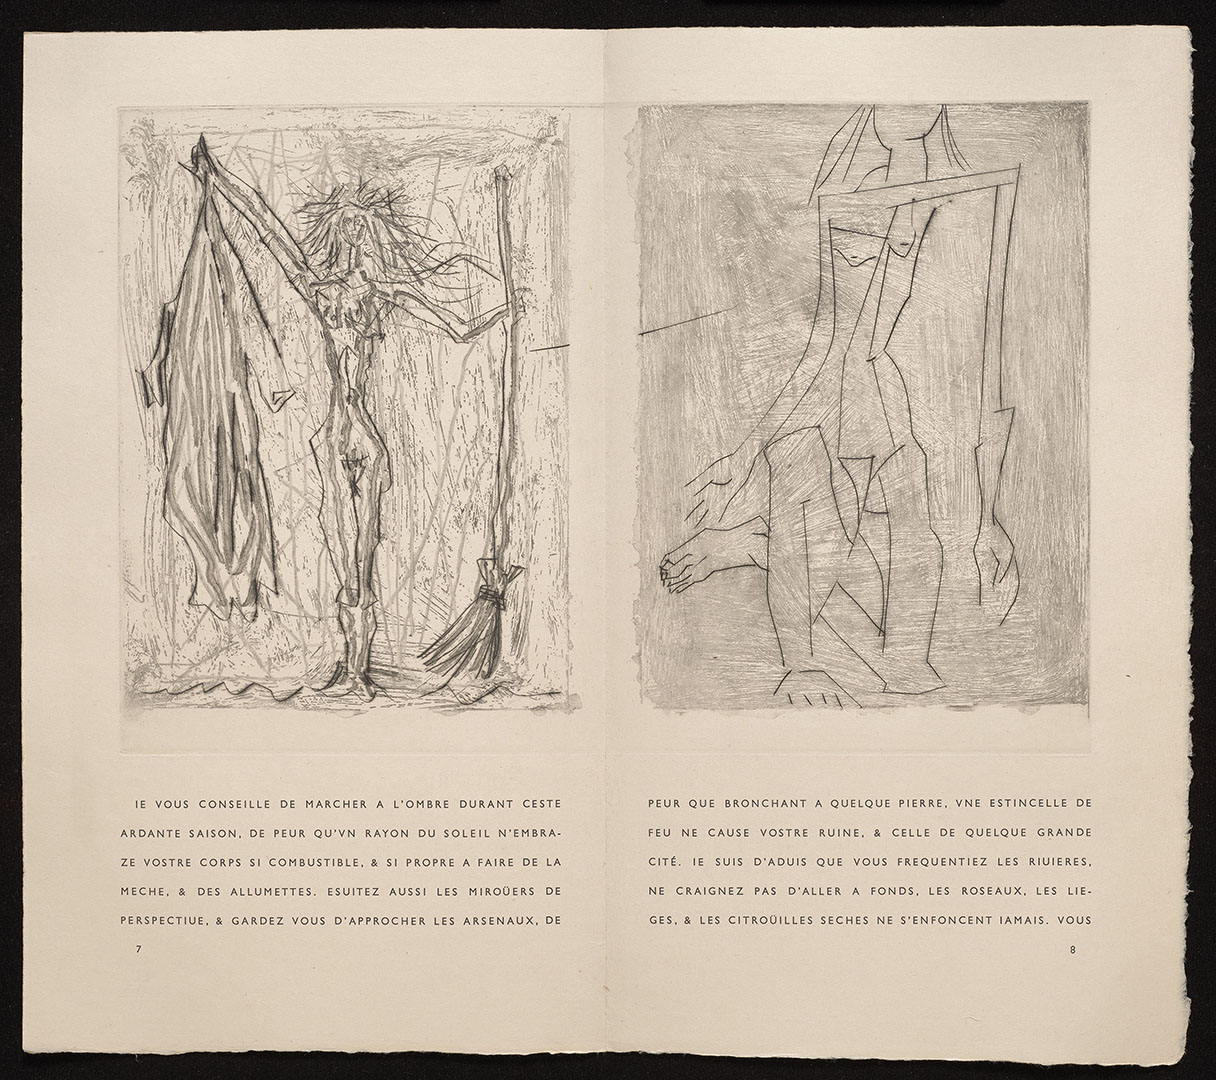 IE VOUS CONSEILLE DE MARCHER A L'OMBRE DURANT CESTE
ARDANTE SAISON, DE PEUR QU'VN RAYON DU SOLEIL N'EMBRA-
ZE VOSTRE CORPS SI COMBUSTIBLE, & SI PROPRE A FAIRE DE LA
MECHE, & DES ALLUMETTES. ESUITEZ AUSSI LES MIROÜERS DE
PERSPECTIUE, & GARDEZ VOUS D'APPROCHER LES ARSENAUX, DE
7
PEUR QUE BRONCHANT A QUELQUE PIERRE, VNE ESTINCELLE DE
FEU NE CAUSE VOSTRE RUINE, & CELLE DE QUELQUE GRANDE
CITÉ. IE SUIS D'ADUIS QUE VOUS FREQUENTIEZ LES RIUIERES,
NE CRAIGNEZ PAS D'ALLER A FONDS, LES ROSEAUX, LES LIE-
GES, & LES CITROÜILLES SECHES NE S'ENFONCENT IAMAIS. VOUS
8